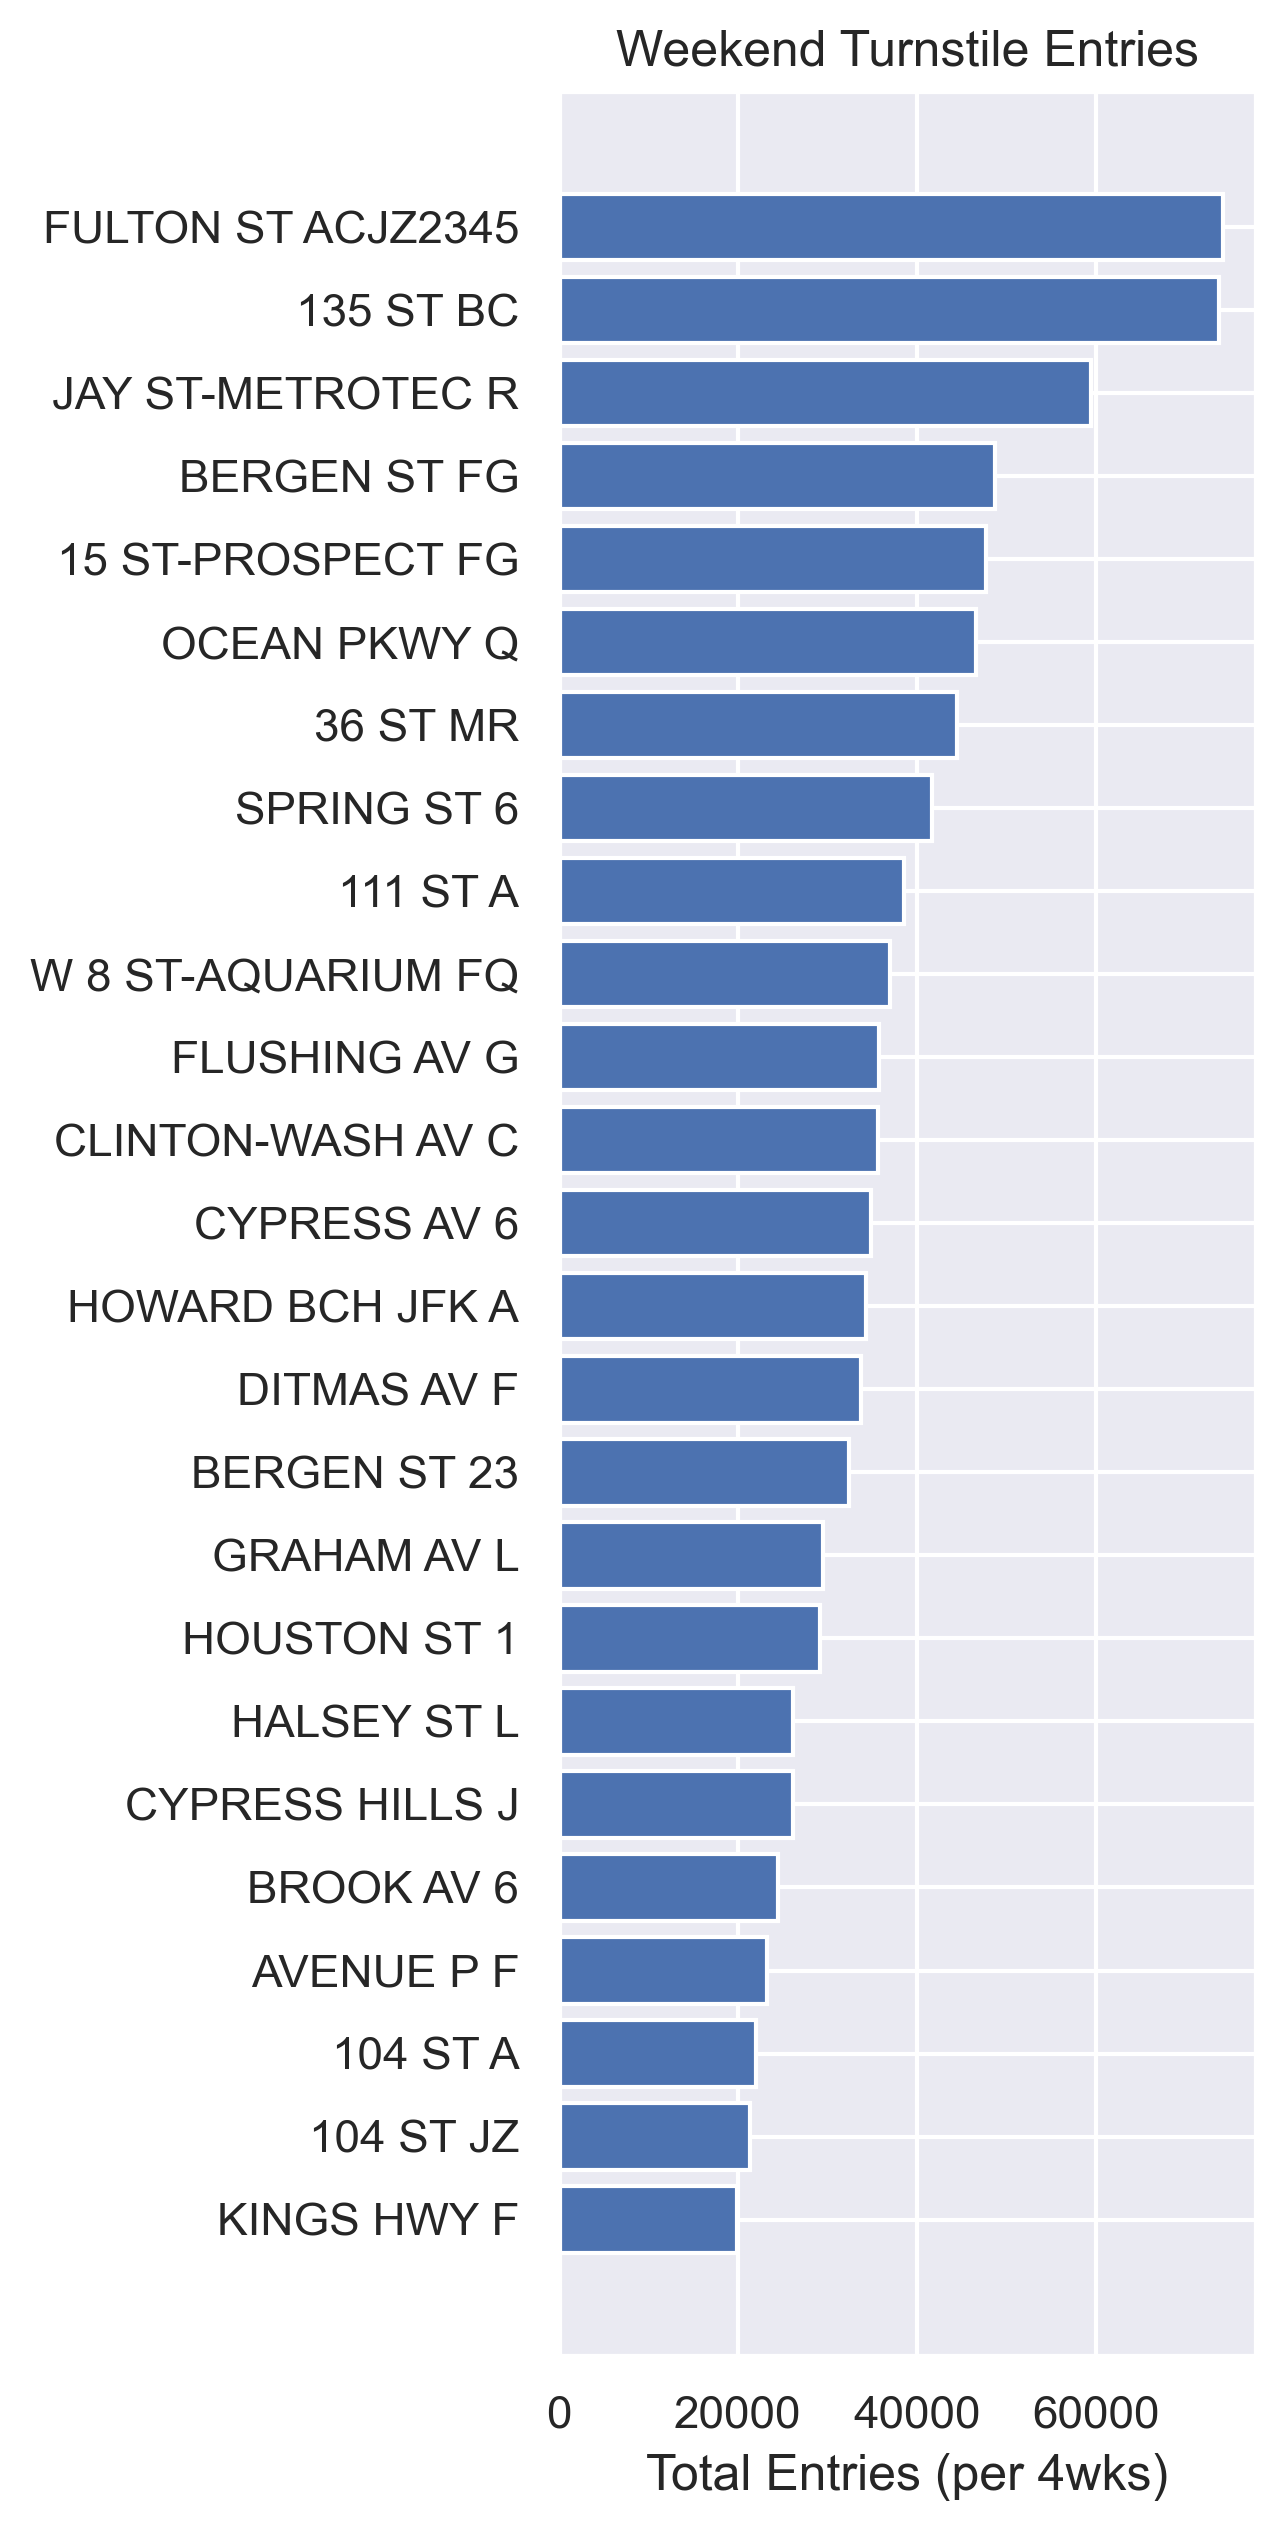 Weekend Turnstile Entries
FULTON ST ACJZ2345
135 ST BC
JAY ST-METROTEC R
BERGEN ST FG
15 ST-PROSPECT FG
OCEAN PKWY Q
36 ST MR
SPRING ST 6
111 ST A
W 8 ST-AQUARIUM FQ
FLUSHING AV G
CLINTON-WASH AV C
CYPRESS AV 6
HOWARD BCH JFK A
DITMAS AV F
BERGEN ST 23
GRAHAM AV L
HOUSTON ST 1
HALSEY ST L
CYPRESS HILLS J
BROOK AV 6
AVENUE P F
104 ST A
104 ST JZ
KINGS HWY F
0 20000 40000 60000
Total Entries (per 4wks)